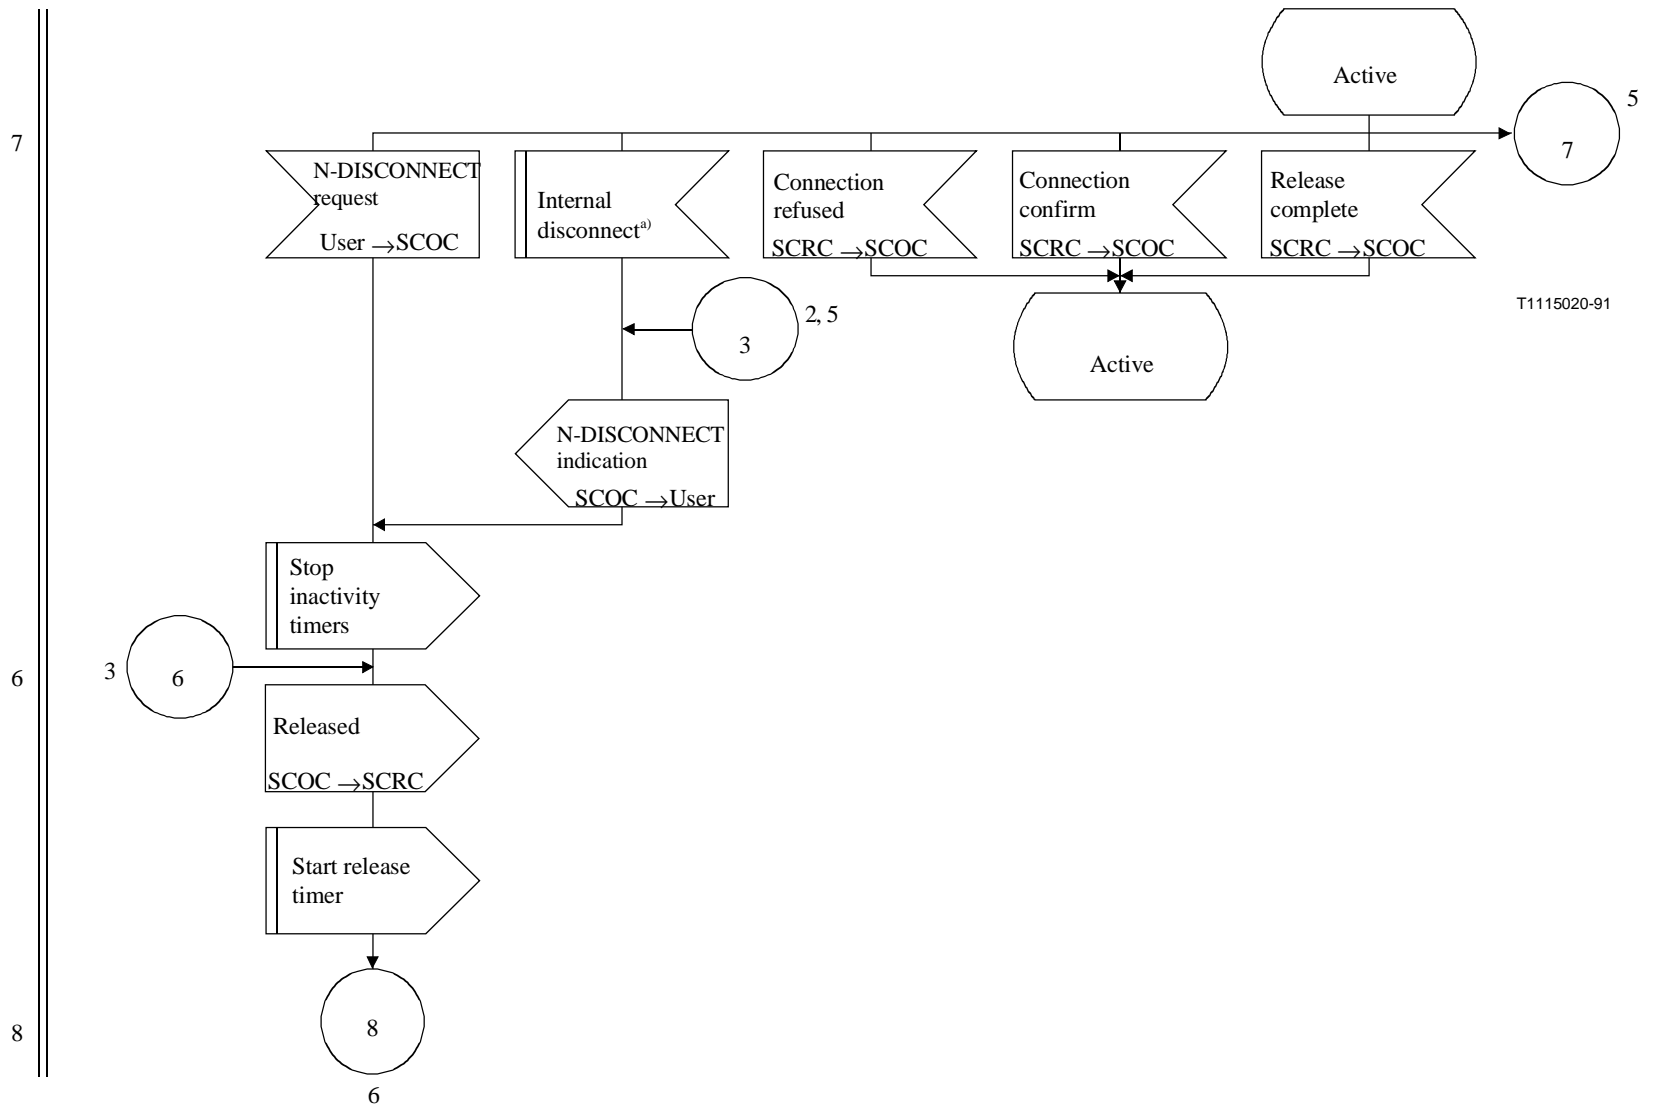 Active
5
7
7
N-DISCONNECT
request
User →SCOC
Internal
disconnect a)
Connection
refused
SCRC →SCOC
Connection
confirm
SCRC →SCOC
Release
complete
SCRC →SCOC
T1115020-91
2, 5
3
Active
N-DISCONNECT
indication
SCOC →User
Stop
inactivity
timers
6
3
6
Released
SCOC →SCRC
Start release
timer
8
8
6